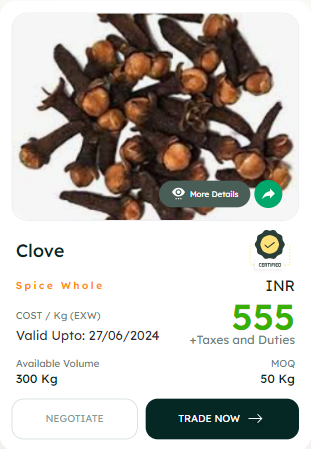 More Details
Clove
CERTIFIED
Spice Whole
INR
COST / Kg (EXW)
555
Valid Upto: 27/06/2024
+Taxes and Duties
Available Volume
MOQ
300 Kg
50 Kg
NEGOTIATE
TRADE NOW